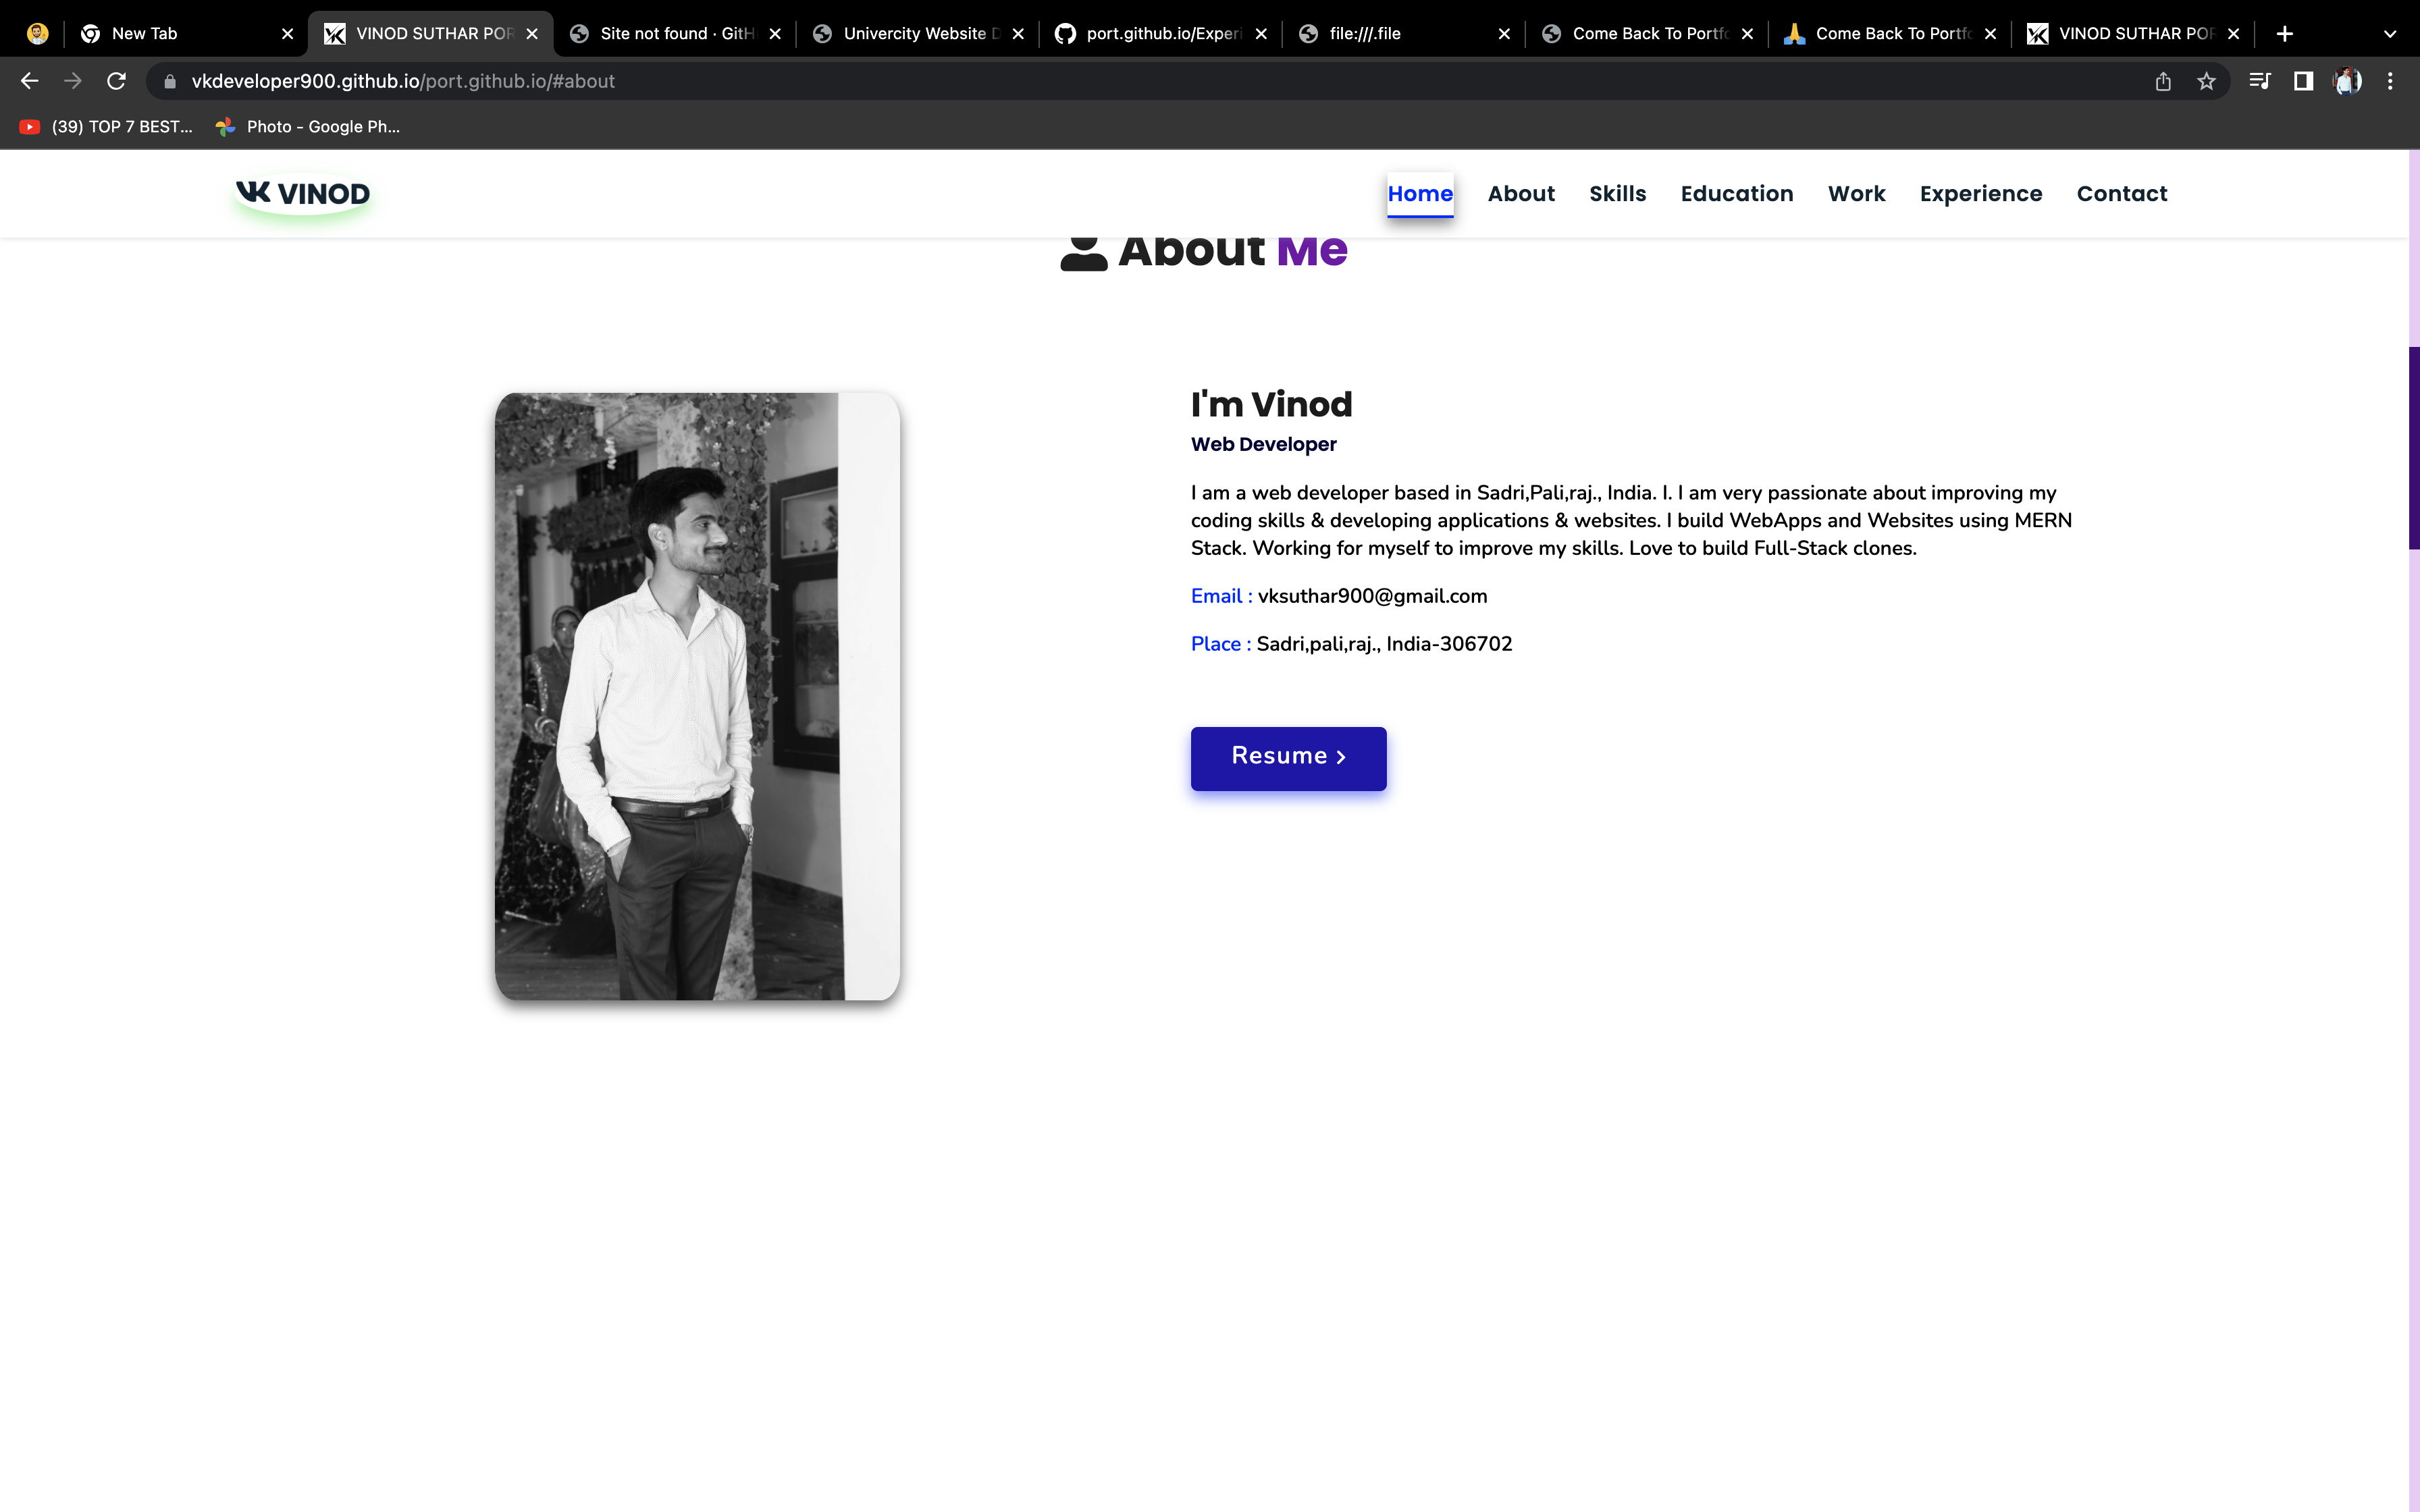 New Tab
VINOD SUTHAR POR
Site not found · GitH
Univercity Website D
port.github.io/Experi
file:///.file
Come Back To Portfo
Come Back To Portfo
VINOD SUTHAR POR
vkdeveloper900.github.io/port.github.io/#about
(39) TOP 7 BEST...
Photo - Google Ph...
VK VINOD
Home
About
Skills
Education
Work
Experience
Contact
About Me
I'm Vinod
Web Developer
I am a web developer based in Sadri,Pali,raj., India. I. I am very passionate about improving my
coding skills & developing applications & websites. I build WebApps and Websites using MERN
Stack. Working for myself to improve my skills. Love to build Full-Stack clones.
Email : vksuthar900@gmail.com
Place : Sadri,pali,raj., India-306702
Resume >